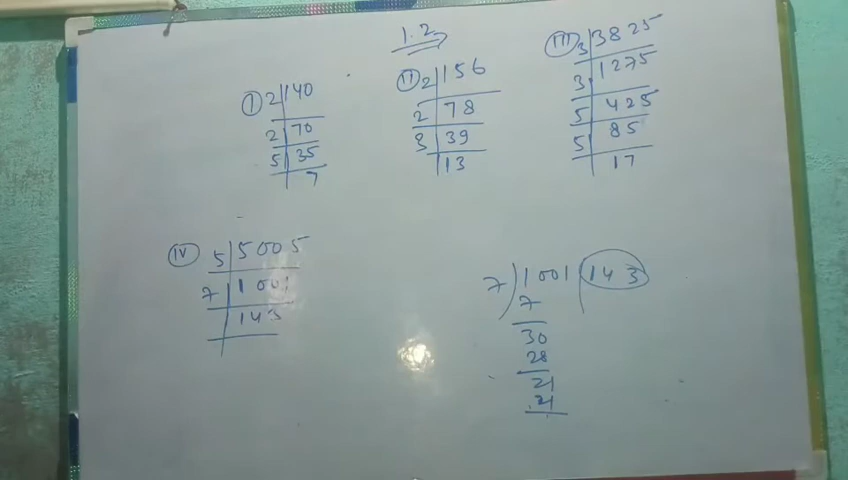 1.2
I 2 | 140
2 | 70
5 | 35
7
II 2 | 156
2 | 78
3 | 39
13
III 3 | 3825
3 | 1275
5 | 425
5 | 85
17
IV 5 | 5005
7 | 1001
143
7 ) 1001 ( 143
7
30
28
21
21